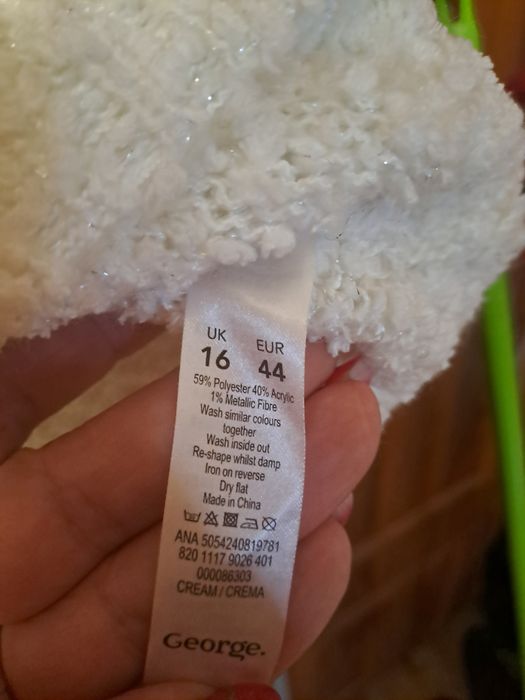 UK EUR
16 44
59% Polyester 40% Acrylic
1% Metallic Fibre
Wash similar colours
together
Wash inside out
Re-shape whilst damp
Iron on reverse
Dry flat
Made in China
ANA 5054240819781
820 1117 9026 401
000086303
CREAM / CREMA
George.